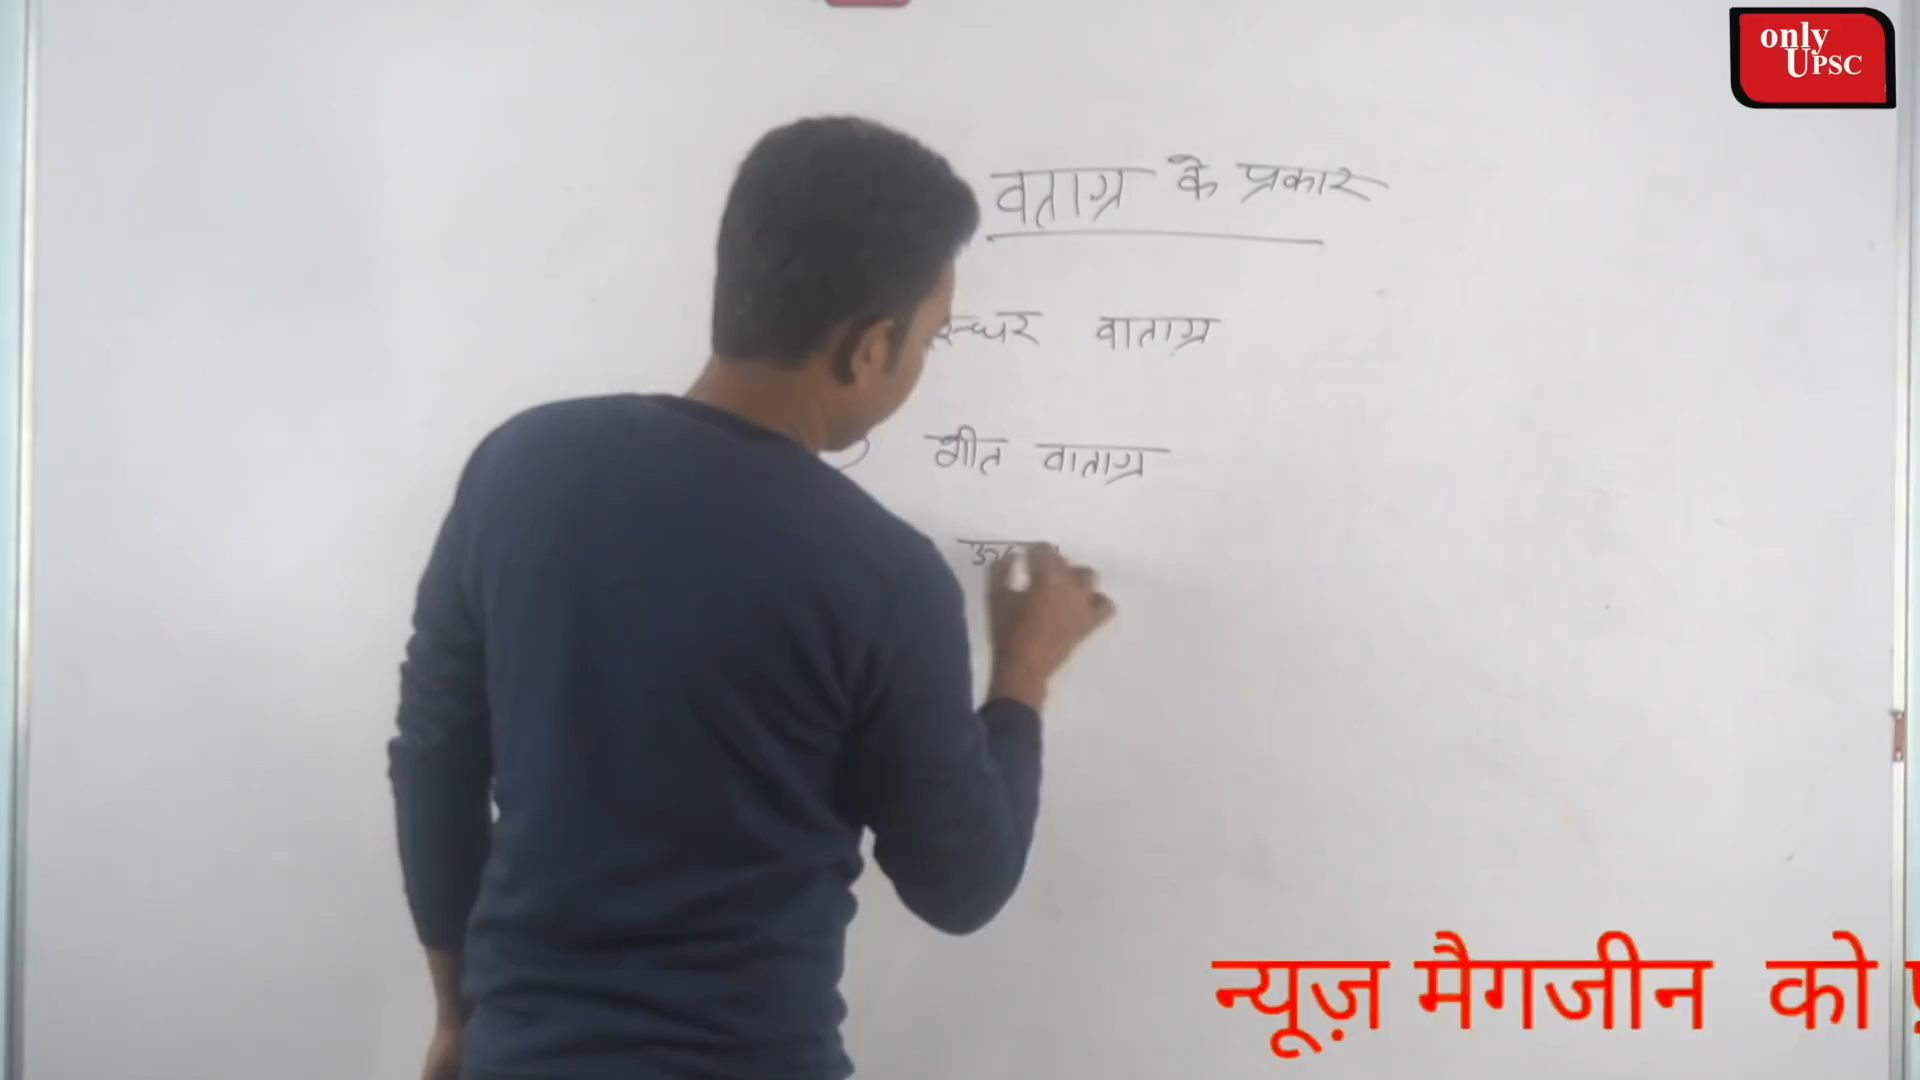 only
UPSC
वताग्र के प्रकार
वाताग्र
शीत वाताग्र
न्यूज़ मैगजीन को